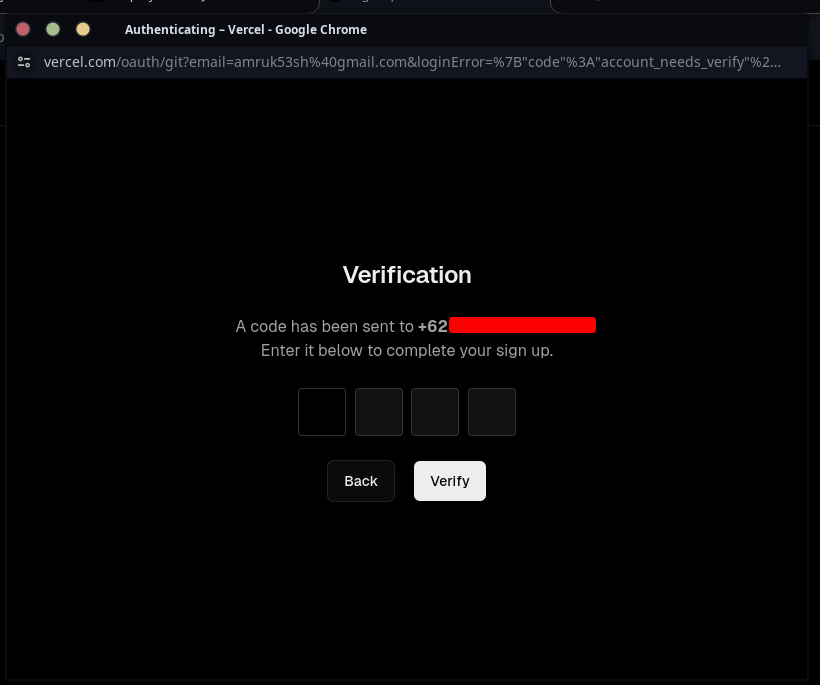 Authenticating – Vercel - Google Chrome
vercel.com/oauth/git?email=amruk53sh%40gmail.com&loginError=%7B"code"%3A"account_needs_verify"%2...
Verification
A code has been sent to +62
Enter it below to complete your sign up.
Back
Verify